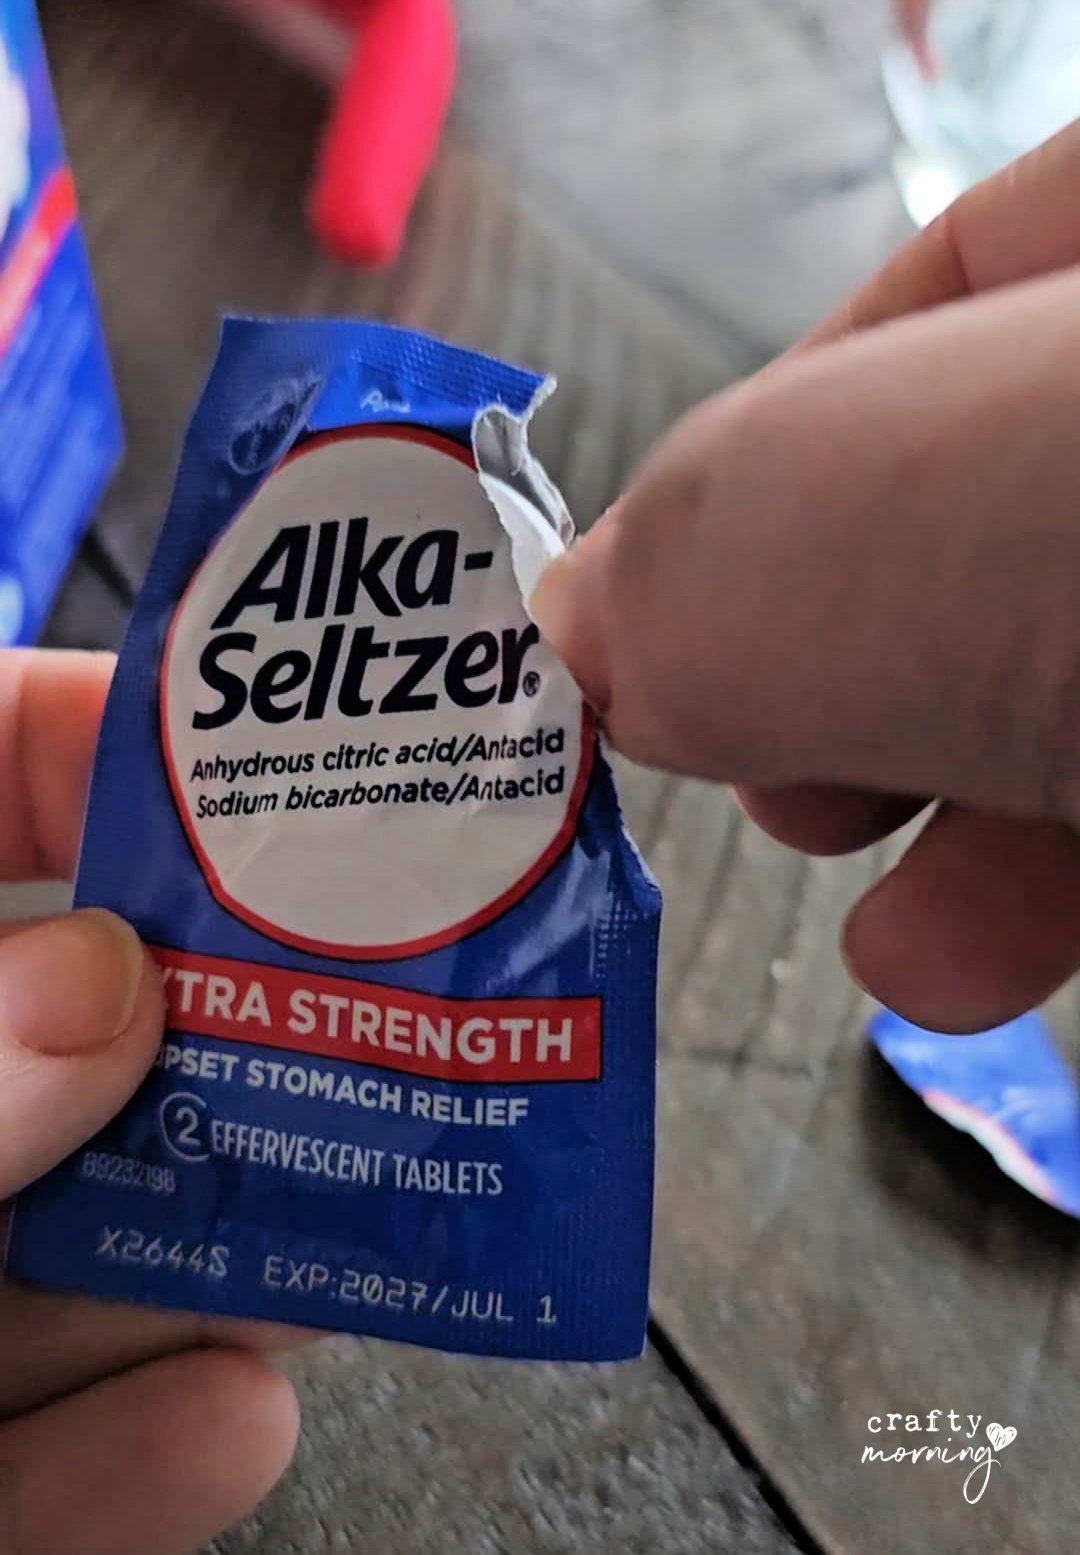 Alka-
Seltzer®
Anhydrous citric acid/Antacid
Sodium bicarbonate/Antacid
XTRA STRENGTH
UPSET STOMACH RELIEF
2 EFFERVESCENT TABLETS
89232198
X2644S EXP:2027/JUL 1
crafty
morning